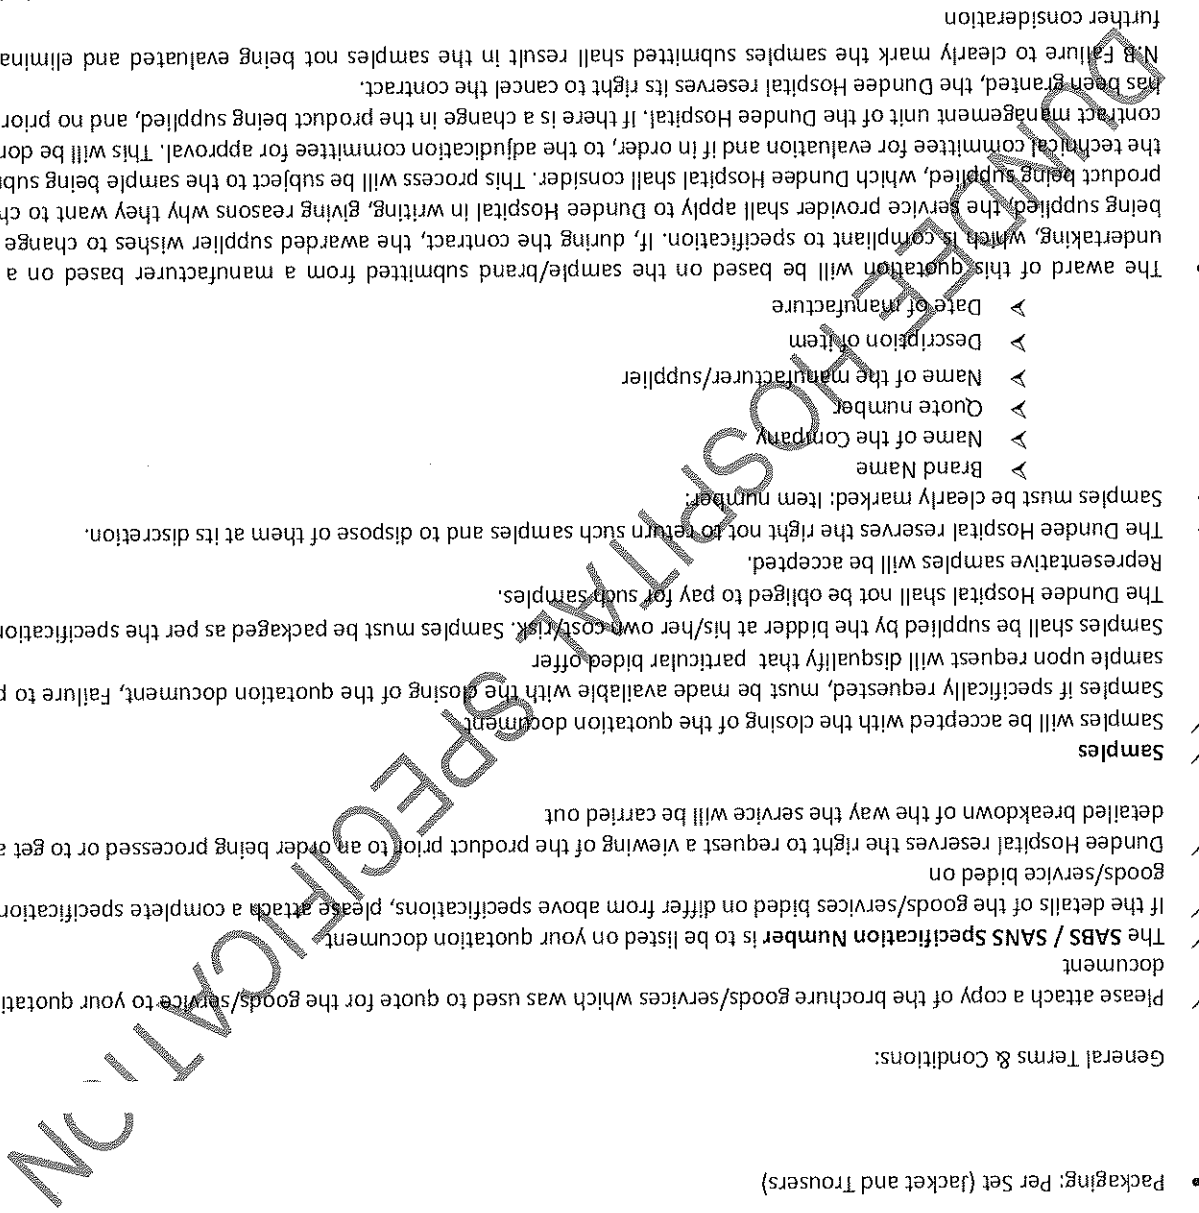 Packaging: Per Set (Jacket and Trousers)
General Terms & Conditions:
Please attach a copy of the brochure goods/services which was used to quote for the goods/service to your
document
The SABS / SANS Specification Number is to be listed on your quotation document
If the details of the goods/services bided on differ from above specifications, please attach a complete
goods/service bided on
Dundee Hospital reserves the right to request a viewing of the product prior to an order being processed or to get a
detailed breakdown of the way the service will be carried out
Samples
Samples will be accepted with the closing of the quotation document
Samples if specifically requested, must be made available with the closing of the quotation document, Failure to
sample upon request will disqualify that particular bided offer
Samples shall be supplied by the bidder at his/her own cost/risk. Samples must be packaged as per the
The Dundee Hospital shall not be obliged to pay for such samples.
Representative samples will be accepted.
The Dundee Hospital reserves the right not to return such samples and to dispose of them at its discretion.
Samples must be clearly marked: Item number:
Brand Name
Name of the Company
Quote number
Name of the manufacturer/supplier
Description of item
Date of manufacture
The award of this quotation will be based on the sample/brand submitted from a manufacturer based on a
undertaking, which is compliant to specification. If, during the contract, the awarded supplier wishes to change
being supplied, the service provider shall apply to Dundee Hospital in writing, giving reasons why they want to
product being supplied, which Dundee Hospital shall consider. This process will be subject to the sample being
the technical committee for evaluation and if in order, to the adjudication committee for approval. This will be
contract management unit of the Dundee Hospital. If there is a change in the product being supplied, and no prior
has been granted, the Dundee Hospital reserves its right to cancel the contract.
N.B Failure to clearly mark the samples submitted shall result in the samples not being evaluated and
further consideration
DUNDEE HOSPITAL SPECIFICATION